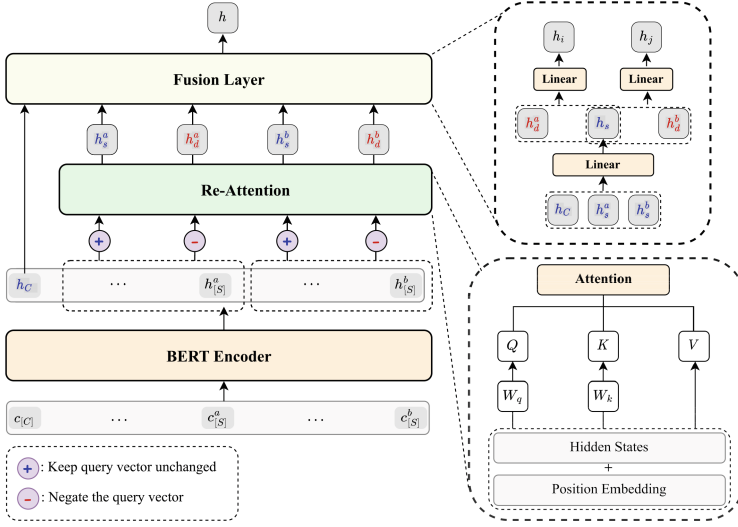 h
Fusion Layer
h_s^a h_d^a h_s^b h_d^b
Re-Attention
+ - + -
h_C ··· h_[S]^a ··· h_[S]^b
BERT Encoder
c_[C] ··· c_[S]^a ··· c_[S]^b
+ : Keep query vector unchanged
- : Negate the query vector
h_i h_j
Linear Linear
h_d^a h_s h_d^b
Linear
h_C h_s^a h_s^b
Attention
Q K V
W_q W_k
Hidden States
+
Position Embedding